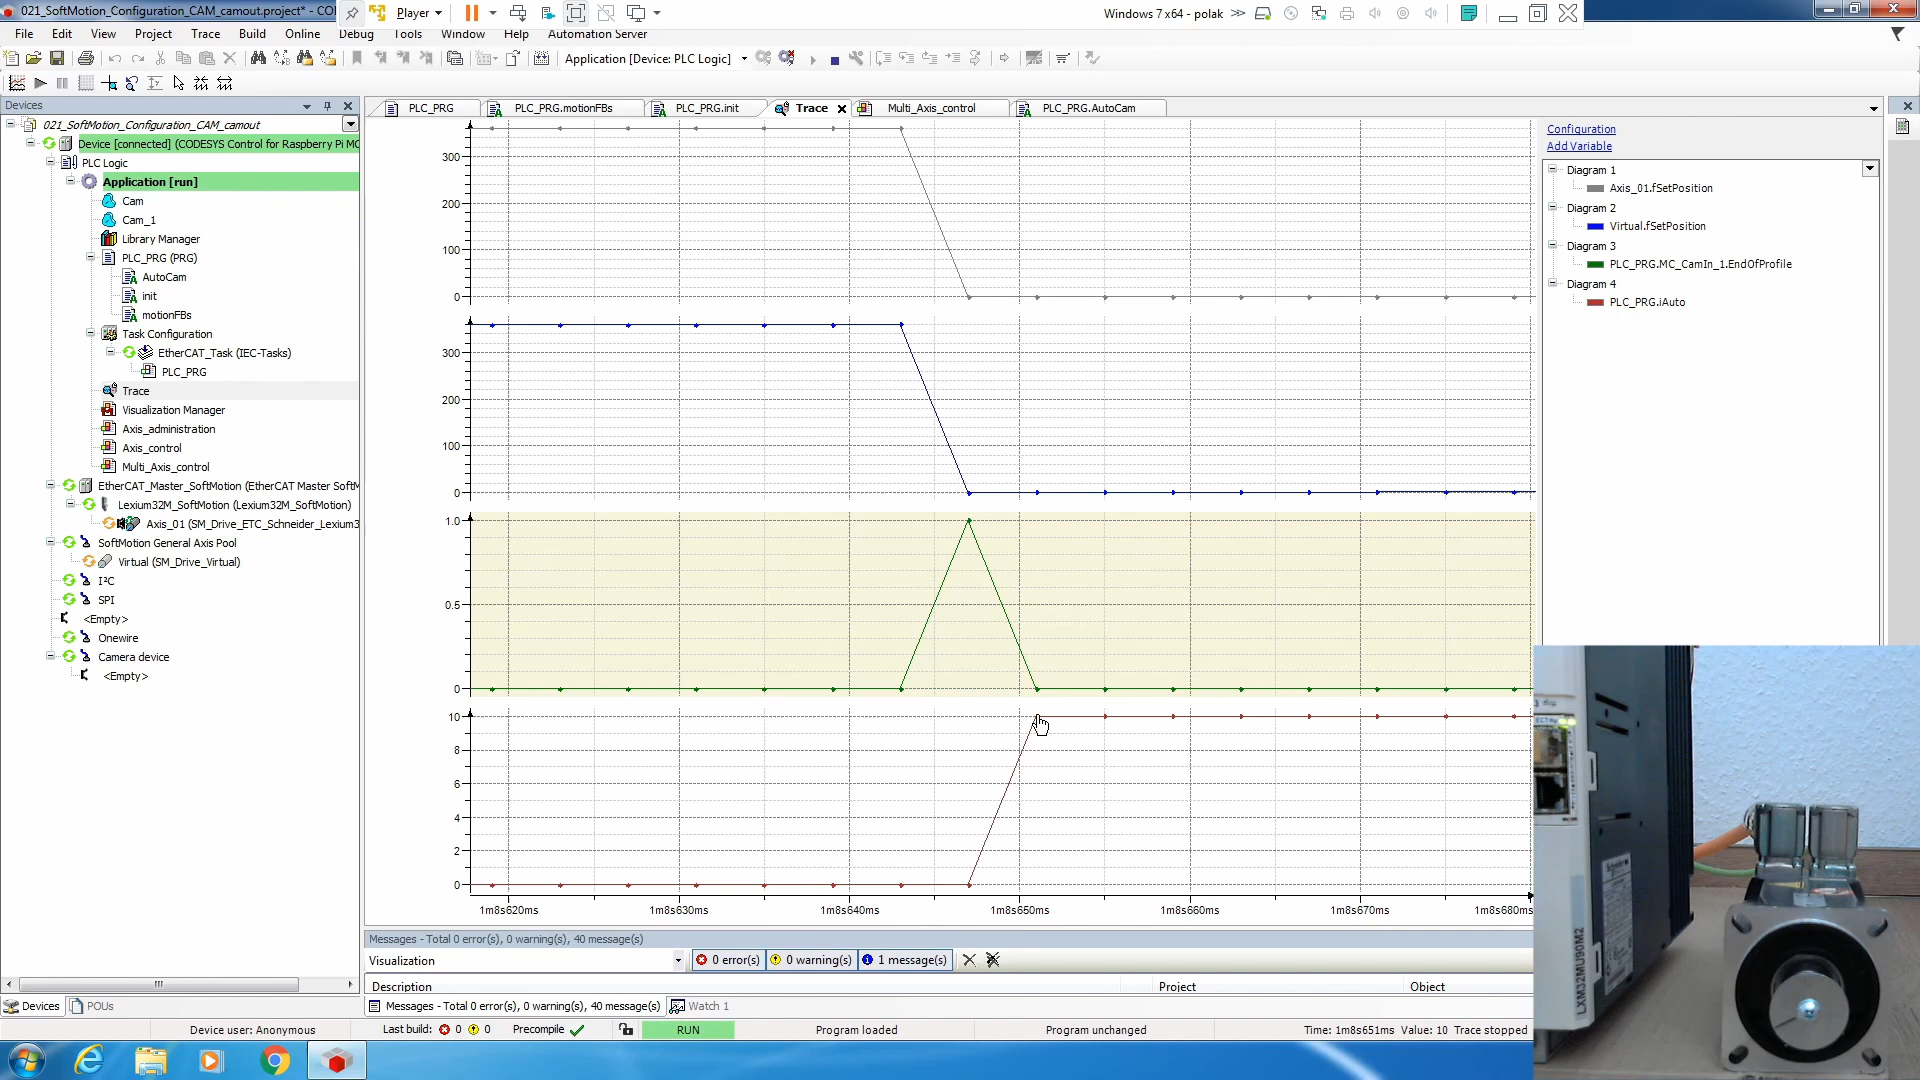 021_SoftMotion_Configuration_CAM_camout.project* - CO
Player
Windows 7 x64 - polak
File Edit View Project Trace Build Online Debug Tools Window Help Automation Server
Application [Device: PLC Logic]
Devices
PLC_PRG
PLC_PRG.motionFBs
PLC_PRG.init
Trace
Multi_Axis_control
PLC_PRG.AutoCam
021_SoftMotion_Configuration_CAM_camout
Device [connected] (CODESYS Control for Raspberry Pi MC
PLC Logic
Application [run]
Cam
Cam_1
Library Manager
PLC_PRG (PRG)
AutoCam
init
motionFBs
Task Configuration
EtherCAT_Task (IEC-Tasks)
PLC_PRG
Trace
Visualization Manager
Axis_administration
Axis_control
Multi_Axis_control
EtherCAT_Master_SoftMotion (EtherCAT Master SoftM
Lexium32M_SoftMotion (Lexium32M_SoftMotion)
Axis_01 (SM_Drive_ETC_Schneider_Lexium3
SoftMotion General Axis Pool
Virtual (SM_Drive_Virtual)
I²C
SPI
<Empty>
Onewire
Camera device
<Empty>
Devices
POUs
300
200
100
0
300
200
100
0
1.0
0.5
0
10
8
6
4
2
0
1m8s620ms 1m8s630ms 1m8s640ms 1m8s650ms 1m8s660ms 1m8s670ms 1m8s680ms
Configuration
Add Variable
Diagram 1
Axis_01.fSetPosition
Diagram 2
Virtual.fSetPosition
Diagram 3
PLC_PRG.MC_CamIn_1.EndOfProfile
Diagram 4
PLC_PRG.iAuto
Messages - Total 0 error(s), 0 warning(s), 40 message(s)
Visualization
0 error(s)
0 warning(s)
1 message(s)
Description Project Object
Messages - Total 0 error(s), 0 warning(s), 40 message(s)
Watch 1
Device user: Anonymous
Last build: 0 0
Precompile
RUN
Program loaded
Program unchanged
Time: 1m8s651ms Value: 10 Trace stopped
LXM32MU90M2